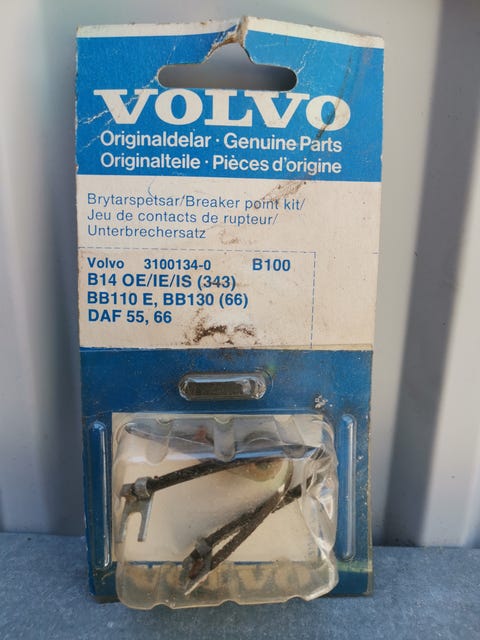 VOLVO
Originaldelar · Genuine Parts
Originalteile · Pièces d'origine
Brytarspetsar/Breaker point kit/
Jeu de contacts de rupteur/
Unterbrechersatz
Volvo 3100134-0 B100
B14 OE/IE/IS (343)
BB110 E, BB130 (66)
DAF 55, 66
VOLVO